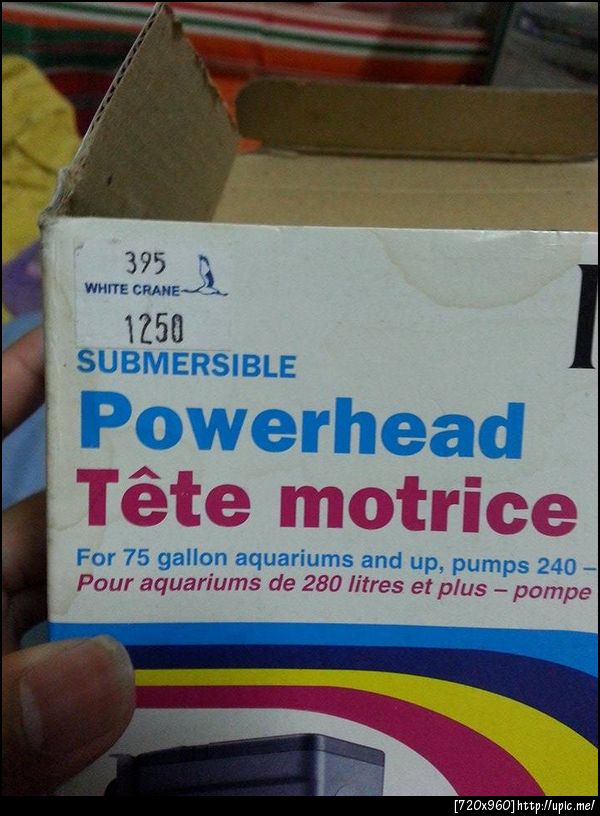 395
WHITE CRANE
1250
SUBMERSIBLE
Powerhead
Tête motrice
For 75 gallon aquariums and up, pumps 240 –
Pour aquariums de 280 litres et plus – pompe
[720x960]http://upic.me/